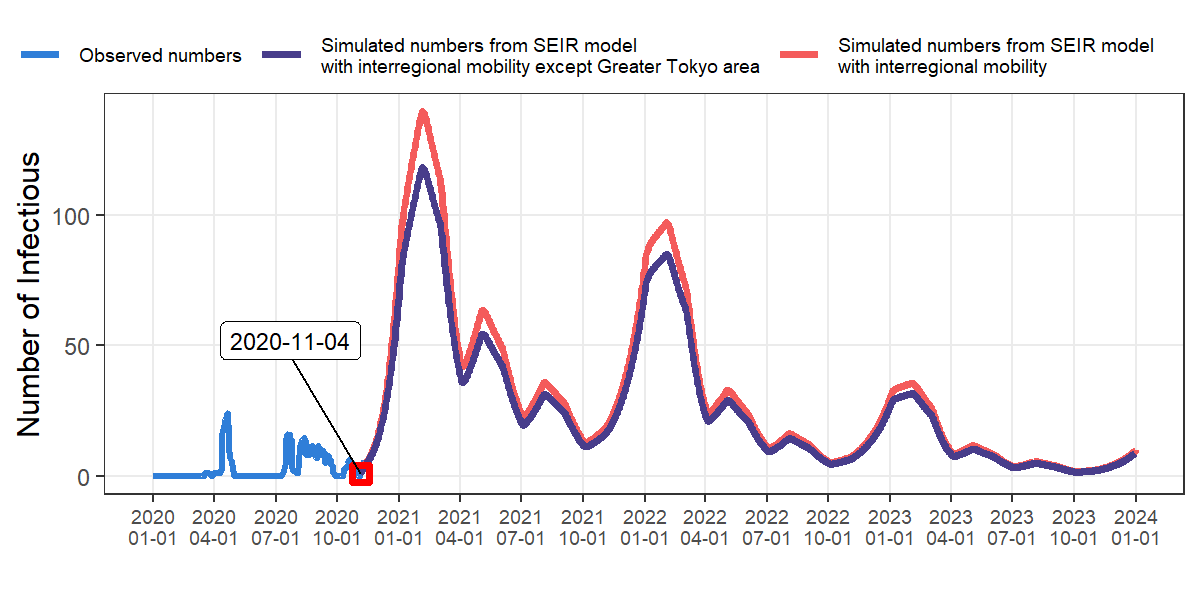 Observed numbers
Simulated numbers from SEIR model
with interregional mobility except Greater Tokyo area
Simulated numbers from SEIR model
with interregional mobility
Number of Infectious
100
50
0
2020-11-04
2020 2020 2020 2020 2021 2021 2021 2021 2022 2022 2022 2022 2023 2023 2023 2023 2024
01-01 04-01 07-01 10-01 01-01 04-01 07-01 10-01 01-01 04-01 07-01 10-01 01-01 04-01 07-01 10-01 01-01